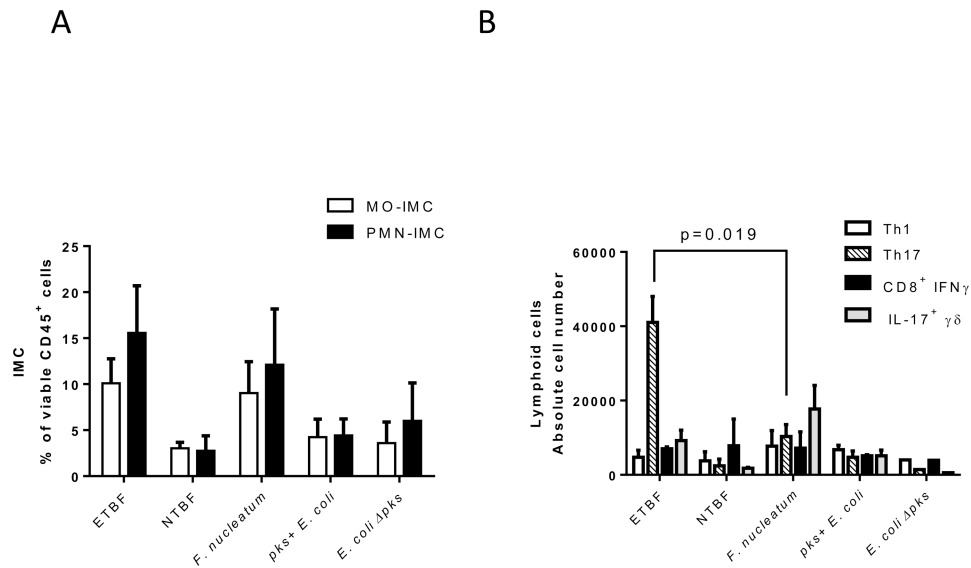 A
MO-IMC
PMN-IMC
IMC
% of viable CD45+ cells
25
20
15
10
5
0
ETBF
NTBF
F. nucleatum
pks+ E. coli
E. coli Δpks
B
p=0.019
Th1
Th17
CD8+ IFNγ
IL-17+ γδ
Lymphoid cells
Absolute cell number
60000
40000
20000
0
ETBF
NTBF
F. nucleatum
pks+ E. coli
E. coli Δpks